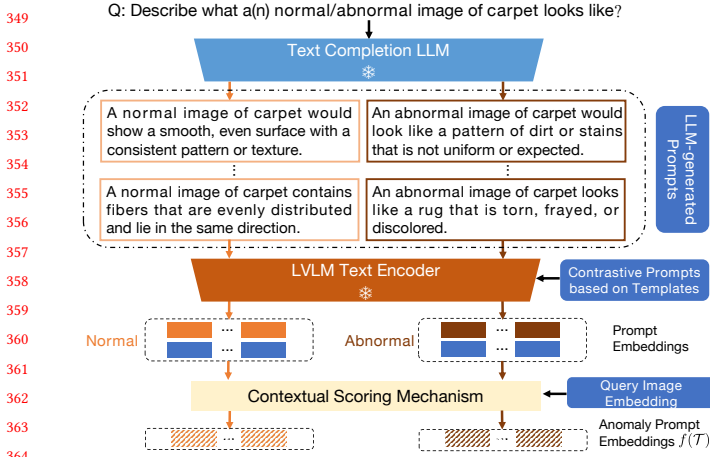 Q: Describe what a(n) normal/abnormal image of carpet looks like?
349
350
351
352
353
354
355
356
357
358
359
360
361
362
363
364
Text Completion LLM
A normal image of carpet would
show a smooth, even surface with a
consistent pattern or texture.
...
A normal image of carpet contains
fibers that are evenly distributed
and lie in the same direction.
An abnormal image of carpet would
look like a pattern of dirt or stains
that is not uniform or expected.
...
An abnormal image of carpet looks
like a rug that is torn, frayed, or
discolored.
LLM-generated
Prompts
LVLM Text Encoder
Contrastive Prompts
based on Templates
Normal
...
...
Abnormal
...
...
Prompt
Embeddings
Contextual Scoring Mechanism
Query Image
Embedding
...
...
Anomaly Prompt
Embeddings f(𝒯)